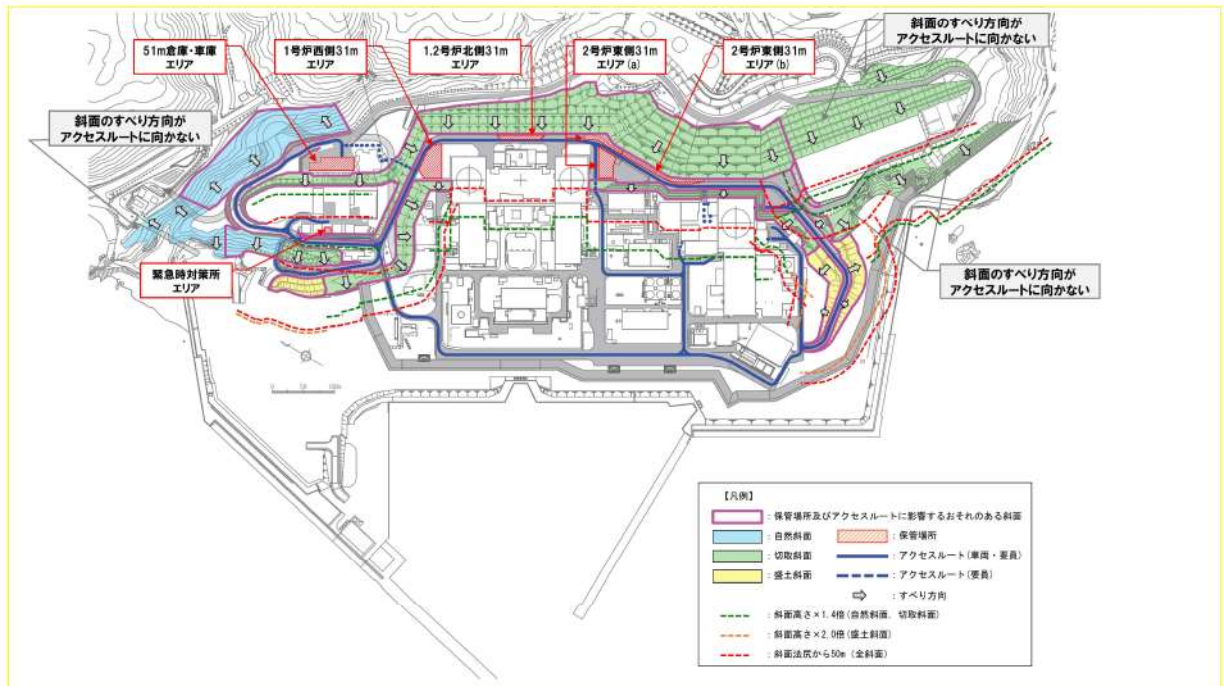 斜面のすべり方向が
アクセスルートに向かない
51m倉庫・車庫
エリア
1号炉西側31m
エリア
1,2号炉北側31m
エリア
2号炉東側31m
エリア(a)
2号炉東側31m
エリア(b)
斜面のすべり方向が
アクセスルートに向かない
緊急時対策所
エリア
斜面のすべり方向が
アクセスルートに向かない
【凡例】
：保管場所及びアクセスルートに影響するおそれのある斜面
：自然斜面
：保管場所
：切取斜面
：アクセスルート(車両・要員)
：盛土斜面
：アクセスルート(要員)
：すべり方向
：斜面高さ×1.4倍(自然斜面、切取斜面)
：斜面高さ×2.0倍(盛土斜面)
：斜面法尻から50m（全斜面）